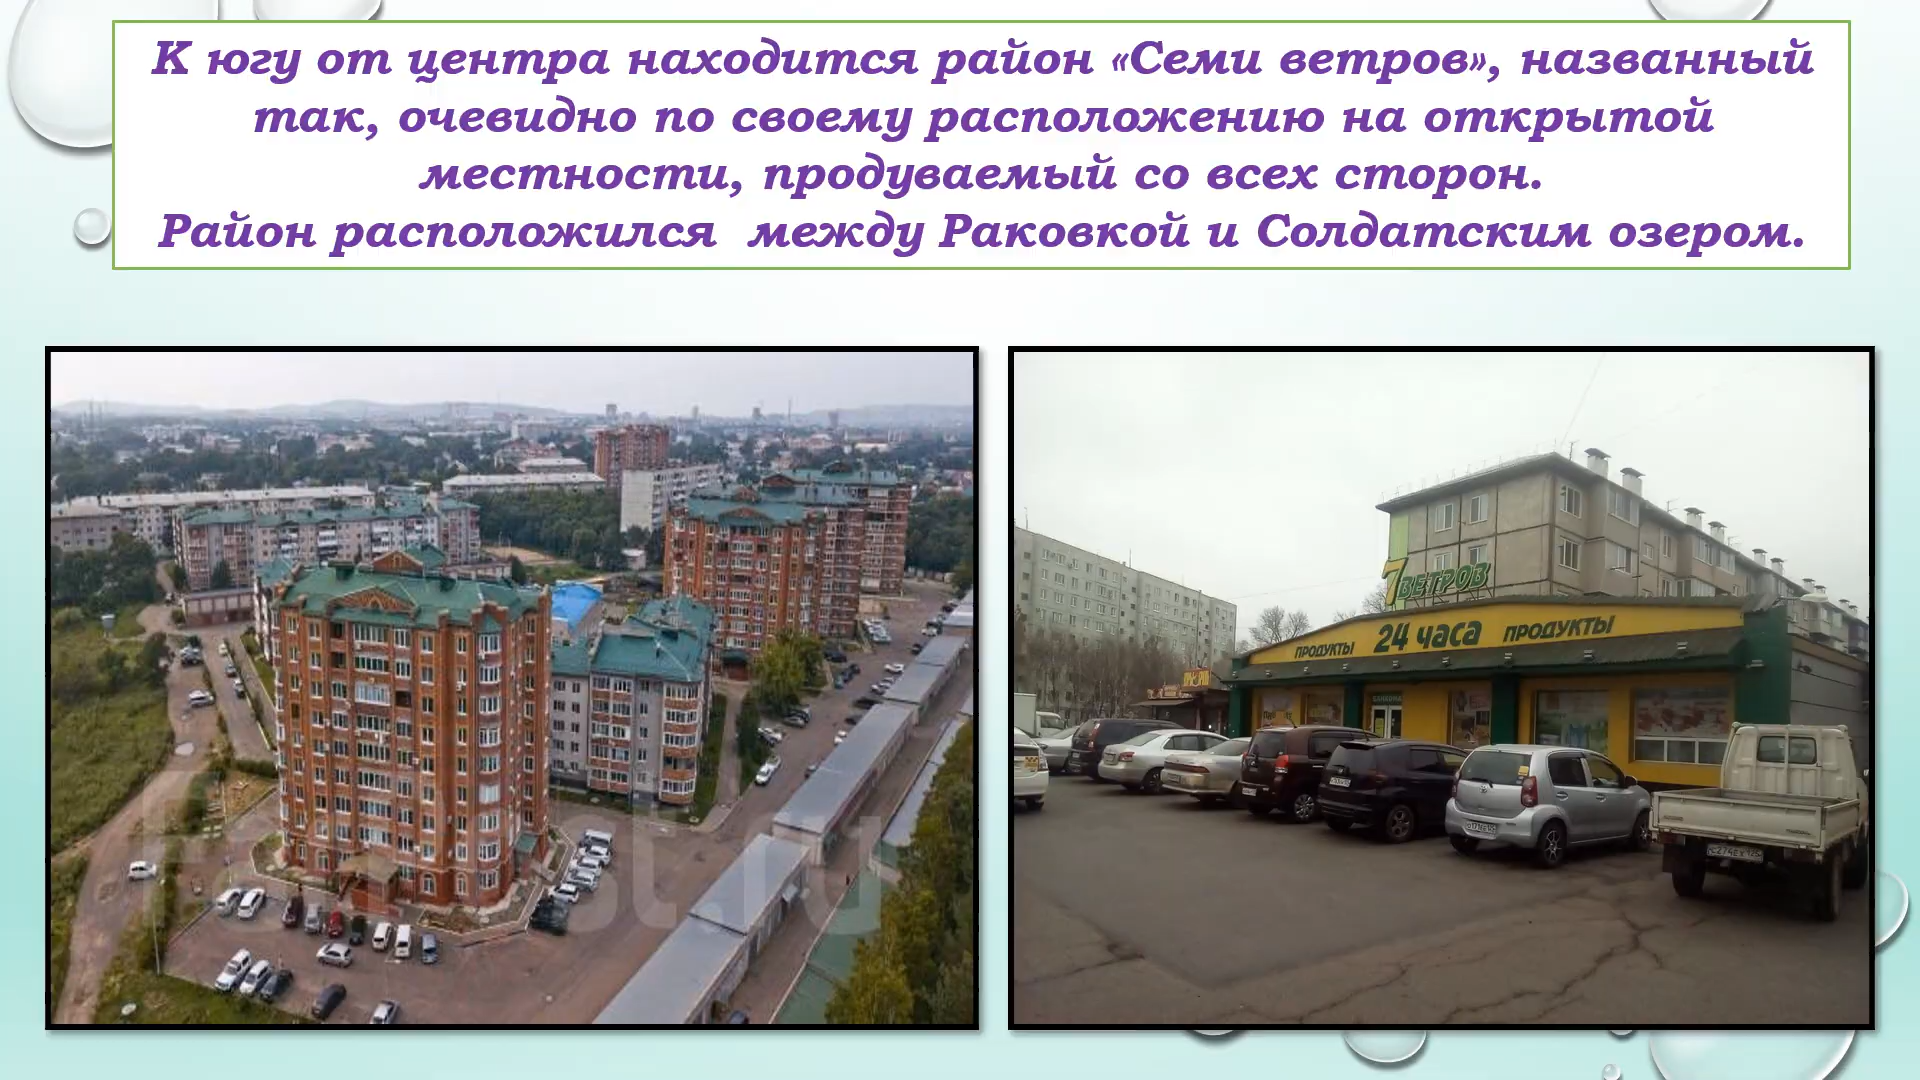 К югу от центра находится район «Семи ветров», названный
так, очевидно по своему расположению на открытой
местности, продуваемый со всех сторон.
Район расположился между Раковкой и Солдатским озером.
7 ВЕТРОВ
ПРОДУКТЫ 24 часа ПРОДУКТЫ